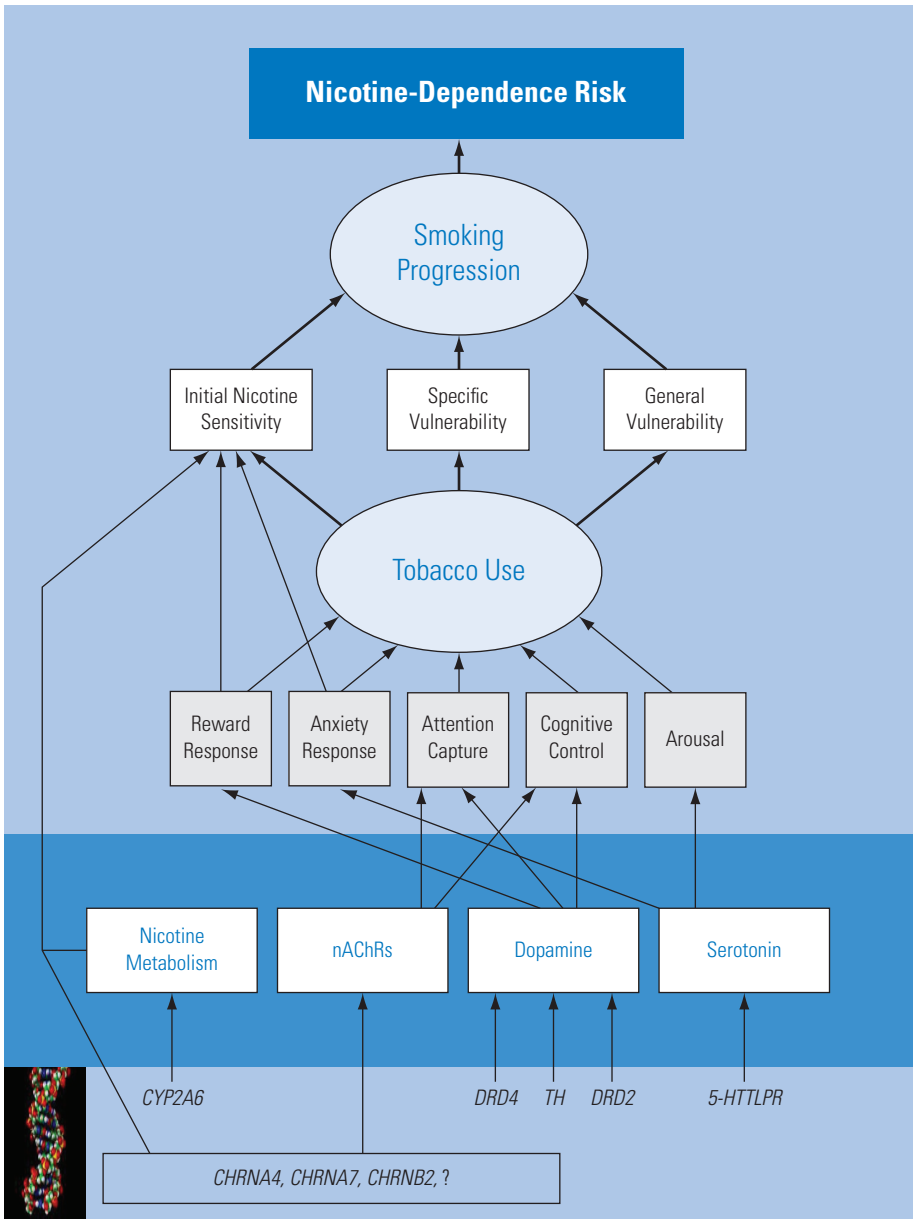 Nicotine-Dependence Risk
Smoking
Progression
Initial Nicotine
Sensitivity
Specific
Vulnerability
General
Vulnerability
Tobacco Use
Reward
Response
Anxiety
Response
Attention
Capture
Cognitive
Control
Arousal
Nicotine
Metabolism
nAChRs
Dopamine
Serotonin
CYP2A6
DRD4
TH
DRD2
5-HTTLPR
CHRNA4, CHRNA7, CHRNB2, ?